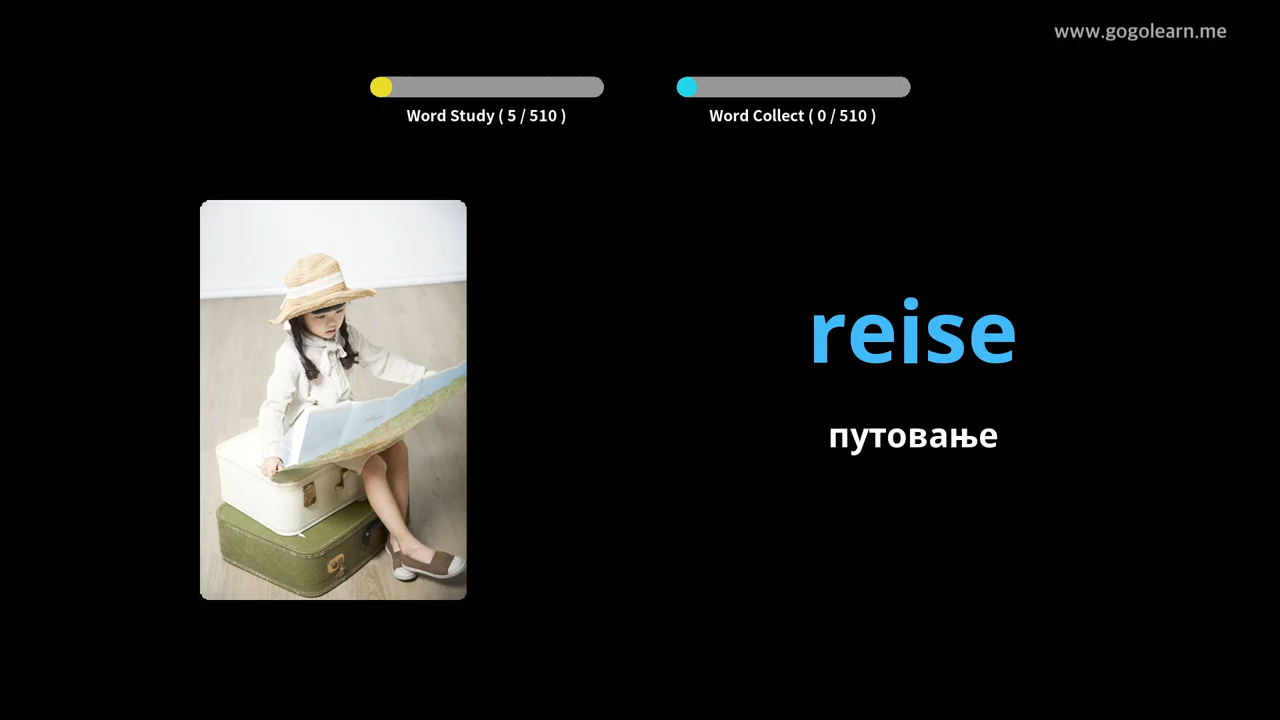 www.gogolearn.me
Word Study ( 5 / 510 )
Word Collect ( 0 / 510 )
reise
путовање